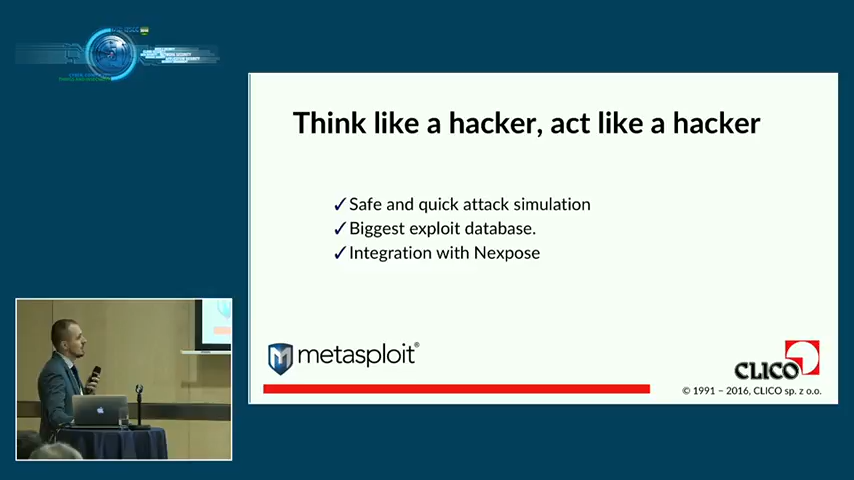 Think like a hacker, act like a hacker
✓Safe and quick attack simulation
✓Biggest exploit database.
✓Integration with Nexpose
metasploit®
CLICO
© 1991 – 2016, CLICO sp. z o.o.